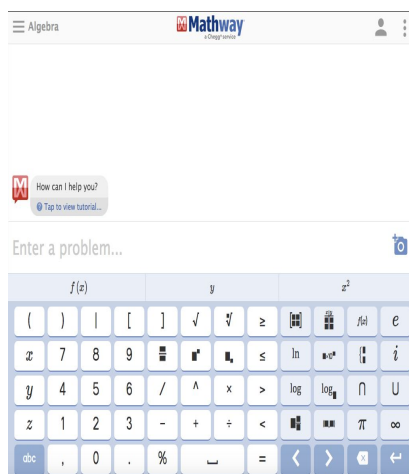 Algebra
Mathway
a Chegg service
How can I help you?
Tap to view tutorial...
Enter a problem...
f(x) y x²
( ) | [ ] √ ∛ ≥ f(x) e
x 7 8 9 ≤ ln i
y 4 5 6 / ^ × > log log ∩ U
z 1 2 3 - + ÷ < π ∞
abc , 0 . % =